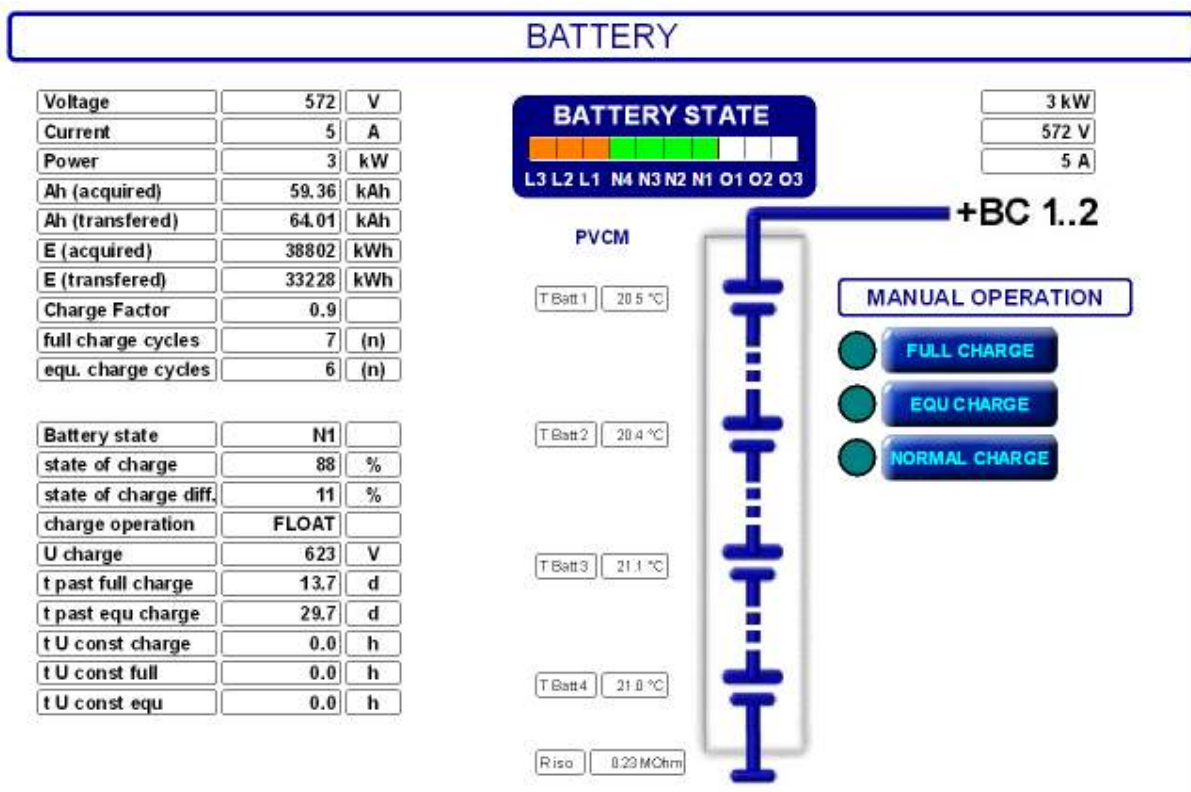 BATTERY
Voltage 572 V
Current 5 A
Power 3 kW
Ah (acquired) 59.36 kAh
Ah (transfered) 64.01 kAh
E (acquired) 38802 kWh
E (transfered) 33228 kWh
Charge Factor 0.9
full charge cycles 7 (n)
equ. charge cycles 6 (n)
Battery state N1
state of charge 88 %
state of charge diff. 11 %
charge operation FLOAT
U charge 623 V
t past full charge 13.7 d
t past equ charge 29.7 d
t U const charge 0.0 h
t U const full 0.0 h
t U const equ 0.0 h
BATTERY STATE
L3 L2 L1 N4 N3 N2 N1 O1 O2 O3
PVCM
T Batt 1 20.5 °C
T Batt 2 20.4 °C
T Batt 3 21.1 °C
T Batt 4 21.0 °C
R iso 0.23 MOhm
3 kW
572 V
5 A
+BC 1..2
MANUAL OPERATION
FULL CHARGE
EQU CHARGE
NORMAL CHARGE